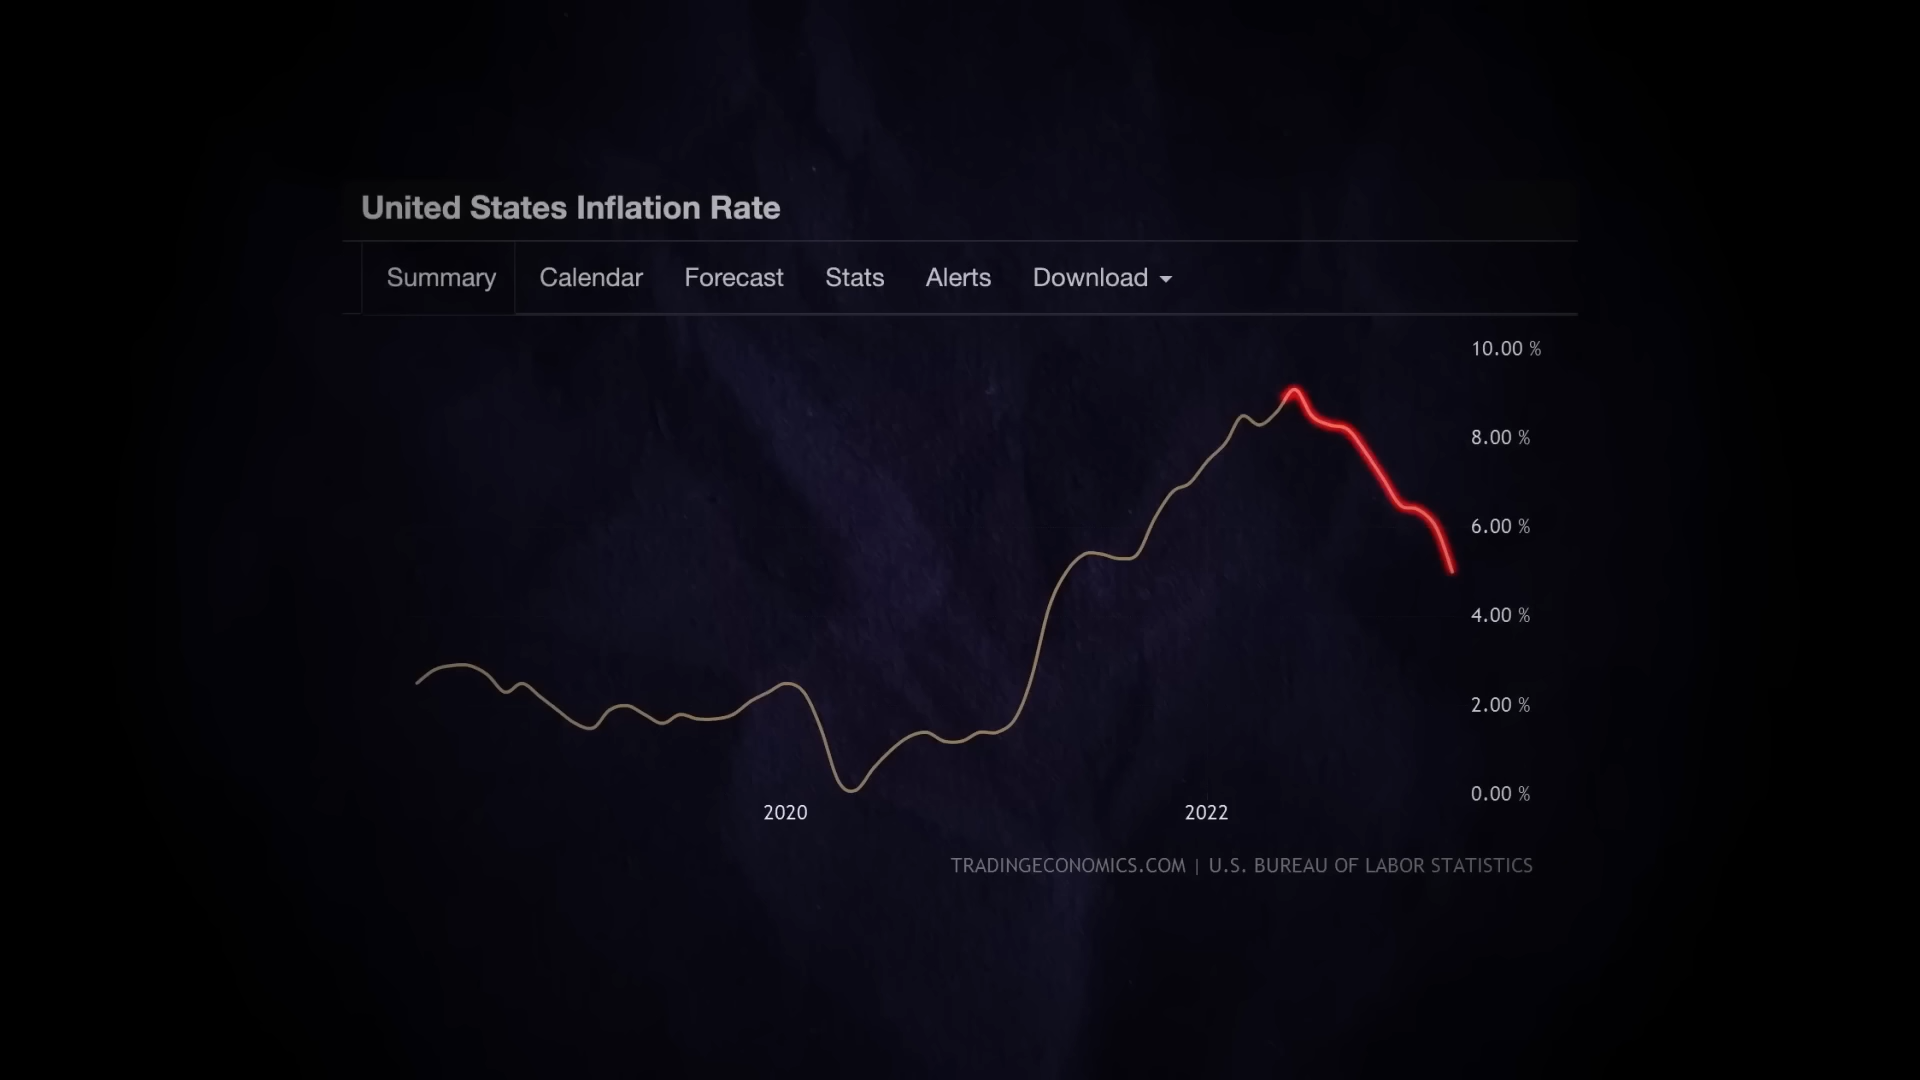 United States Inflation Rate
Summary Calendar Forecast Stats Alerts Download
10.00 %
8.00 %
6.00 %
4.00 %
2.00 %
0.00 %
2020 2022
TRADINGECONOMICS.COM | U.S. BUREAU OF LABOR STATISTICS